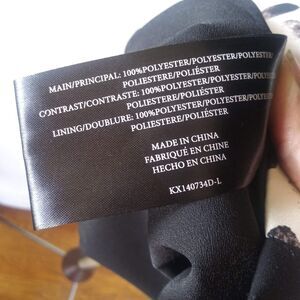 MAIN/PRINCIPAL: 100%POLYESTER/POLYESTER/POLYESTER/
POLIESTERE/POLIÉSTER
CONTRAST/CONTRASTE: 100%POLYESTER/POLYESTER/POLYESTER/
POLIESTERE/POLIÉSTER
LINING/DOUBLURE: 100%POLYESTER/POLYESTER/POLYESTER/
POLIESTERE/POLIÉSTER
MADE IN CHINA
FABRIQUÉ EN CHINE
HECHO EN CHINA
KX140734D-L